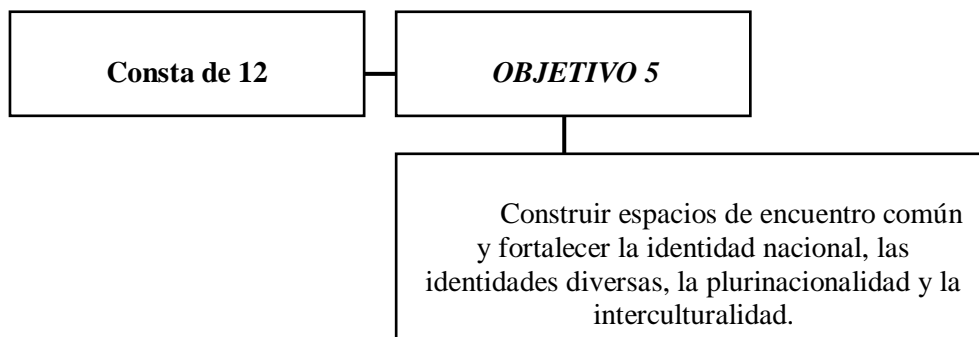 Consta de 12
OBJETIVO 5
Construir espacios de encuentro común
y fortalecer la identidad nacional, las
identidades diversas, la plurinacionalidad y la
interculturalidad.